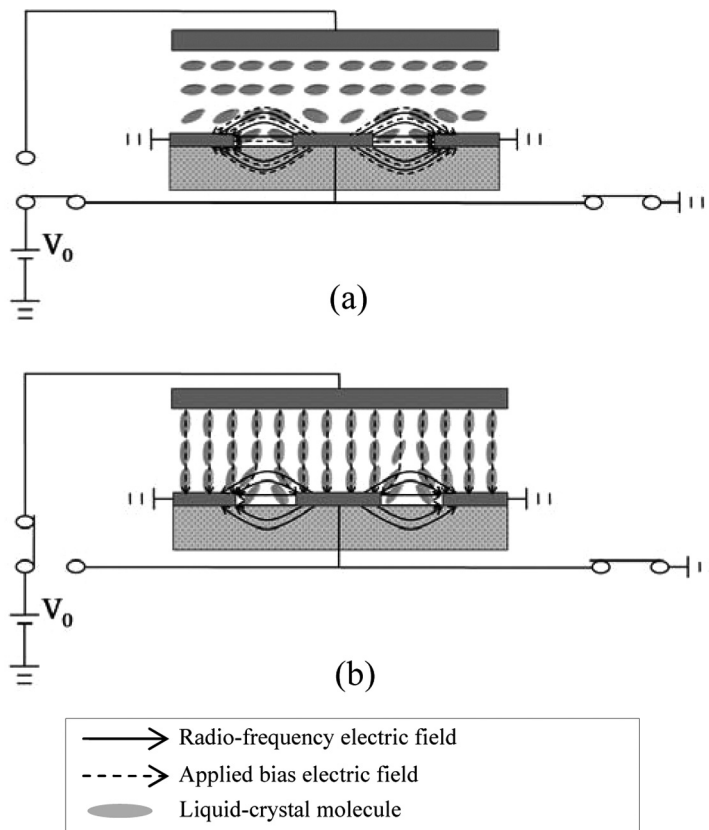 V₀
(a)
V₀
(b)
Radio-frequency electric field
Applied bias electric field
Liquid-crystal molecule